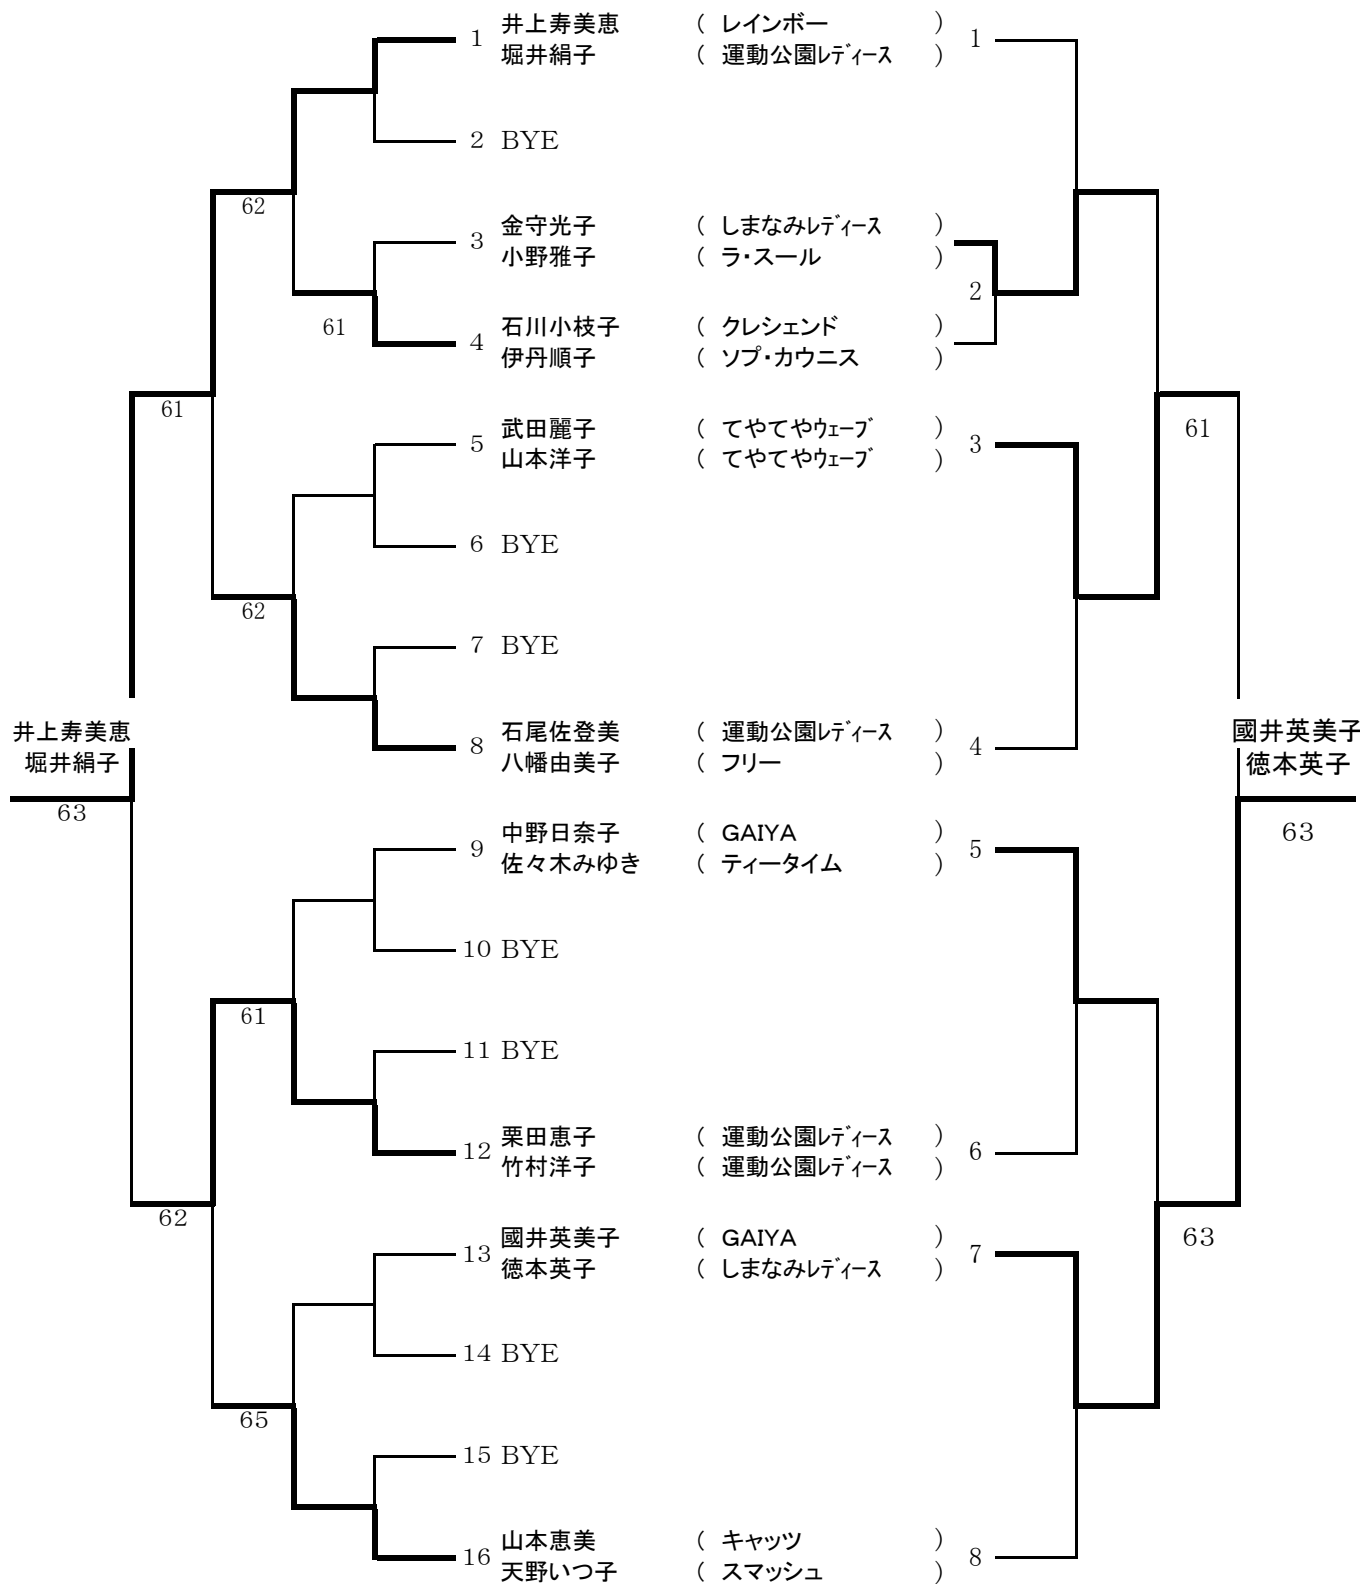 1 井上寿美恵 ( レインボー ) 1
堀井絹子 ( 運動公園レディース )
2 BYE
62
3 金守光子 ( しまなみレディース )
小野雅子 ( ラ・スール )
2
61
4 石川小枝子 ( クレシェンド )
伊丹順子 ( ソプ・カウニス )
61
61
5 武田麗子 ( てやてやウェーブ ) 3
山本洋子 ( てやてやウェーブ )
6 BYE
62
7 BYE
8 石尾佐登美 ( 運動公園レディース ) 4
八幡由美子 ( フリー )
井上寿美恵
堀井絹子
63
國井英美子
徳本英子
63
9 中野日奈子 ( GAIYA ) 5
佐々木みゆき ( ティータイム )
10 BYE
61
11 BYE
12 栗田恵子 ( 運動公園レディース ) 6
竹村洋子 ( 運動公園レディース )
62
63
13 國井英美子 ( GAIYA ) 7
徳本英子 ( しまなみレディース )
14 BYE
65
15 BYE
16 山本恵美 ( キャッツ ) 8
天野いつ子 ( スマッシュ )